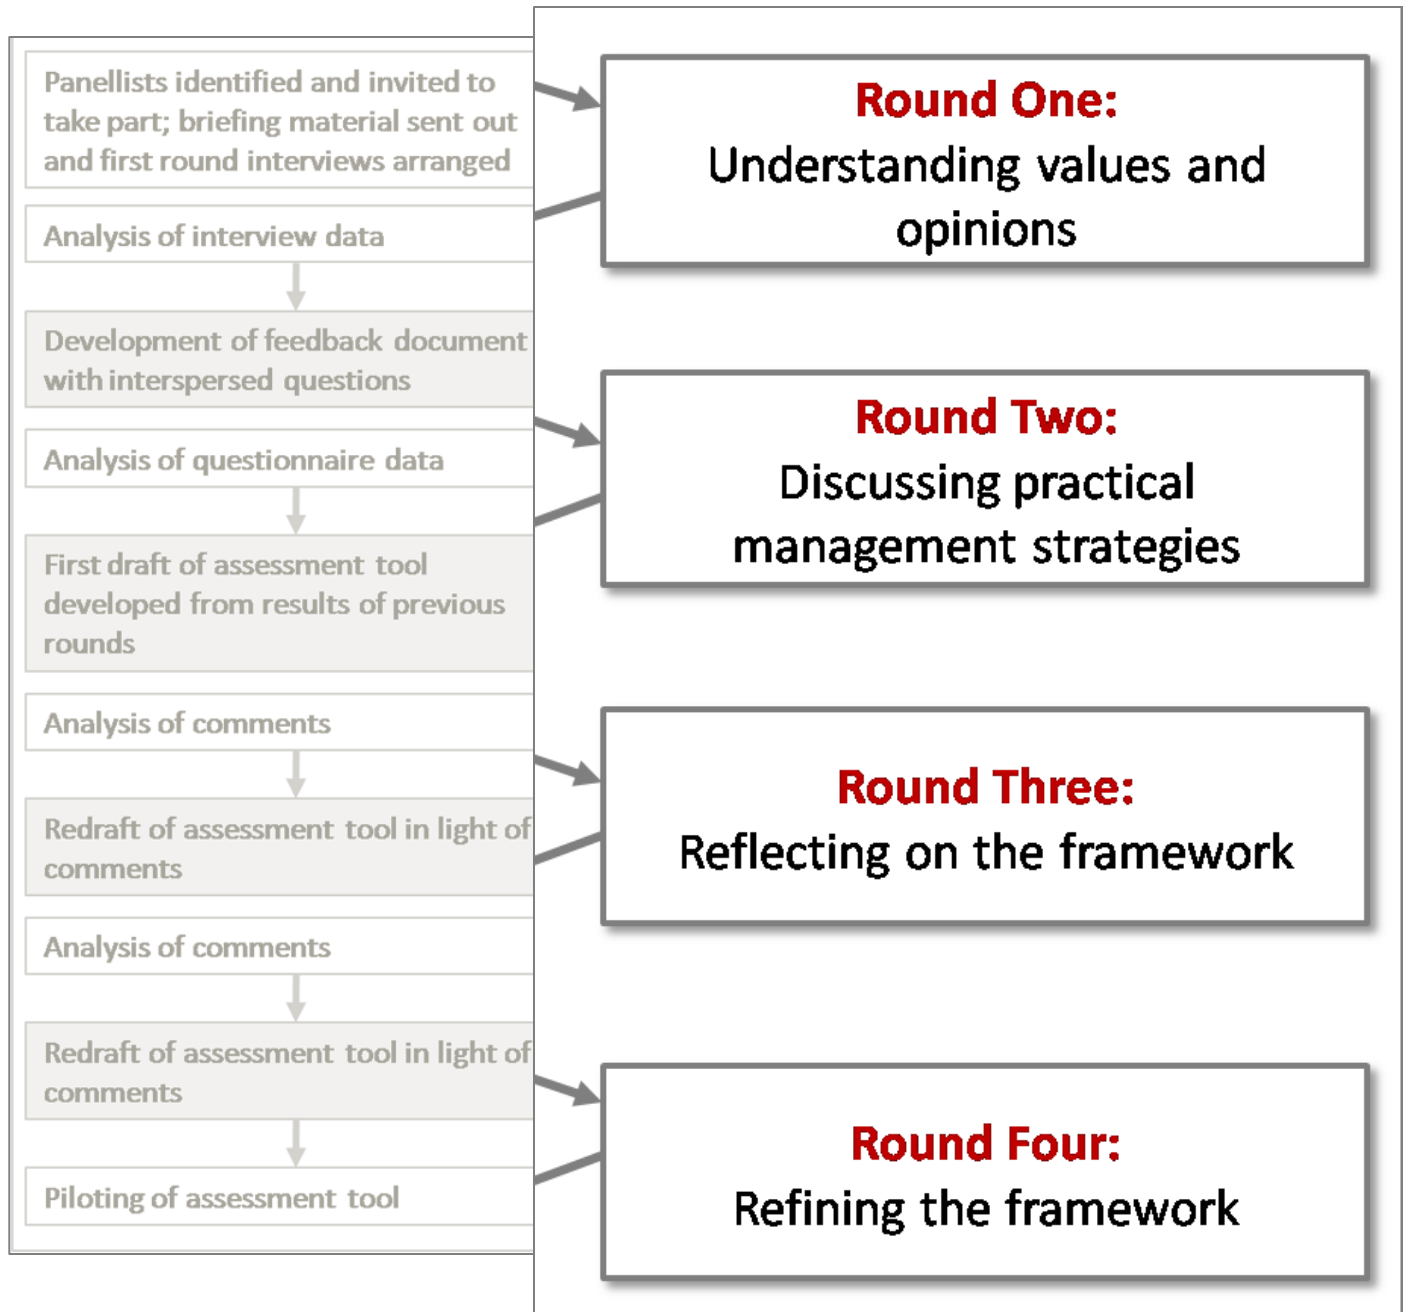 Panellists identified and invited to
take part; briefing material sent out
and first round interviews arranged
Analysis of interview data
Development of feedback document
with interspersed questions
Analysis of questionnaire data
First draft of assessment tool
developed from results of previous
rounds
Analysis of comments
Redraft of assessment tool in light of
comments
Analysis of comments
Redraft of assessment tool in light of
comments
Piloting of assessment tool
Round One:
Understanding values and
opinions
Round Two:
Discussing practical
management strategies
Round Three:
Reflecting on the framework
Round Four:
Refining the framework